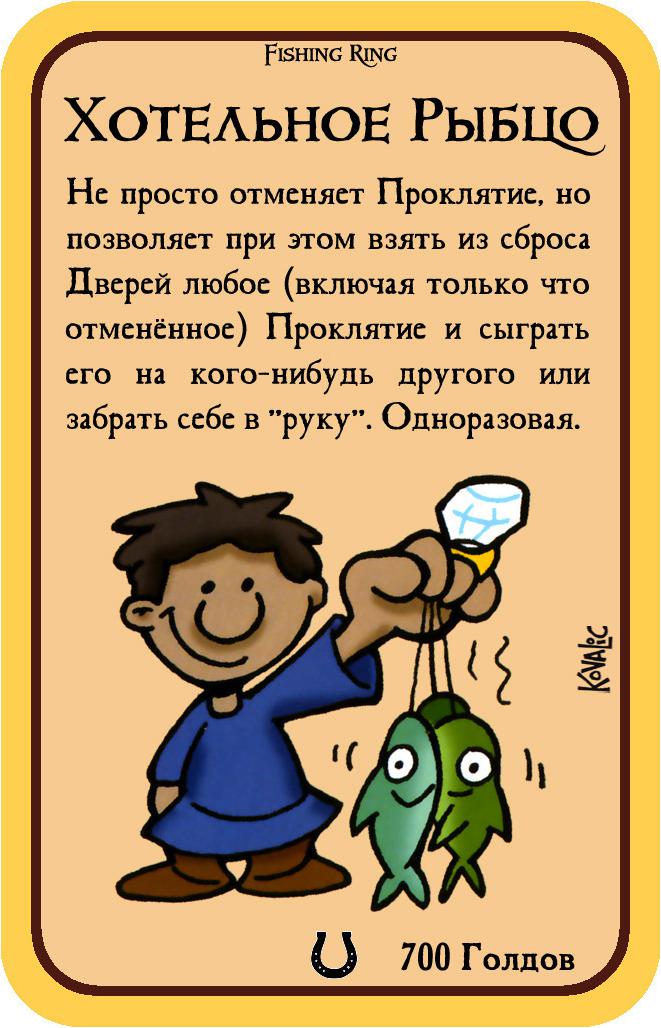 Fishing Ring
Хотельное Рыбцо
Не просто отменяет Проклятие, но
позволяет при этом взять из сброса
Дверей любое (включая только что
отменённое) Проклятие и сыграть
его на кого-нибудь другого или
забрать себе в "руку". Одноразовая.
Kovalic
700 Голдов